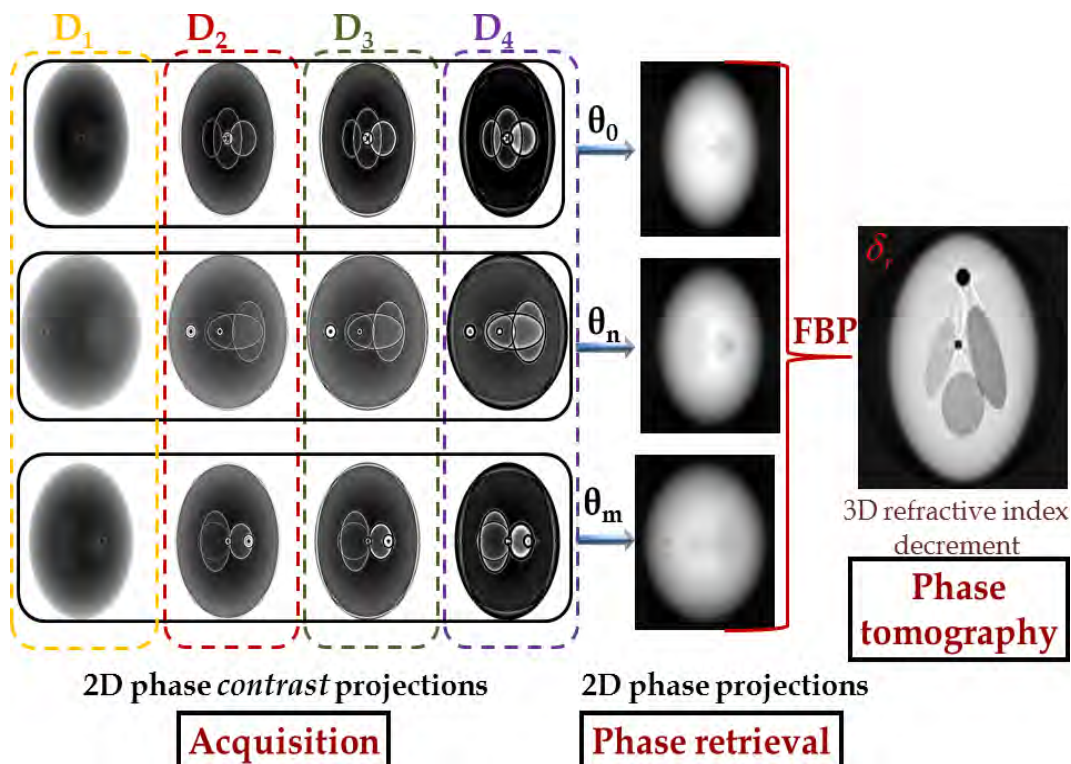 D₁ D₂ D₃ D₄
θ₀
θₙ
θₘ
FBP
δᵣ
3D refractive index
decrement
Phase
tomography
2D phase contrast projections
2D phase projections
Acquisition
Phase retrieval